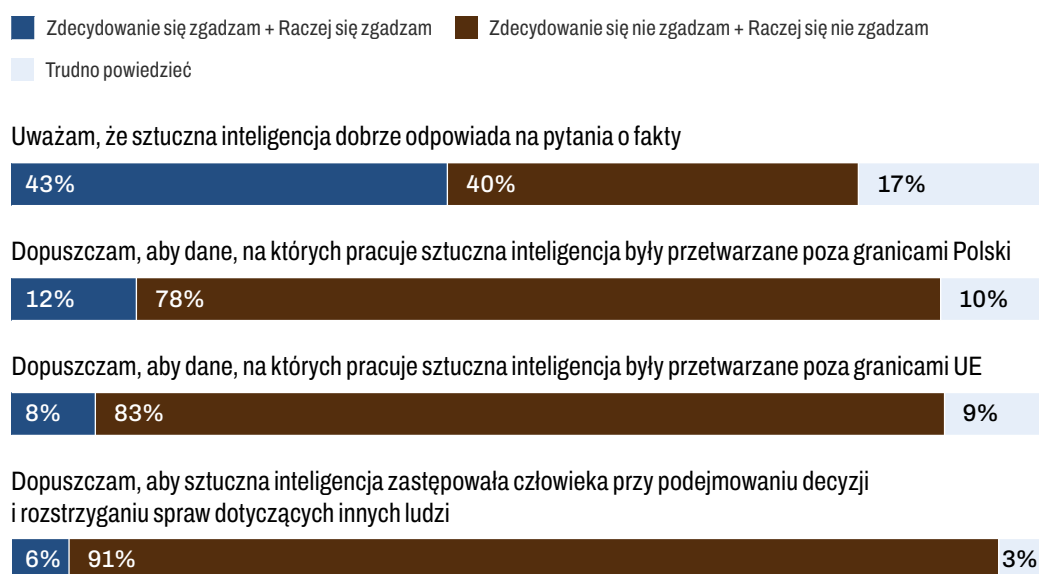 Zdecydowanie się zgadzam + Raczej się zgadzam
Zdecydowanie się nie zgadzam + Raczej się nie zgadzam
Trudno powiedzieć
Uważam, że sztuczna inteligencja dobrze odpowiada na pytania o fakty
43% 40% 17%
Dopuszczam, aby dane, na których pracuje sztuczna inteligencja były przetwarzane poza granicami Polski
12% 78% 10%
Dopuszczam, aby dane, na których pracuje sztuczna inteligencja były przetwarzane poza granicami UE
8% 83% 9%
Dopuszczam, aby sztuczna inteligencja zastępowała człowieka przy podejmowaniu decyzji
i rozstrzyganiu spraw dotyczących innych ludzi
6% 91% 3%